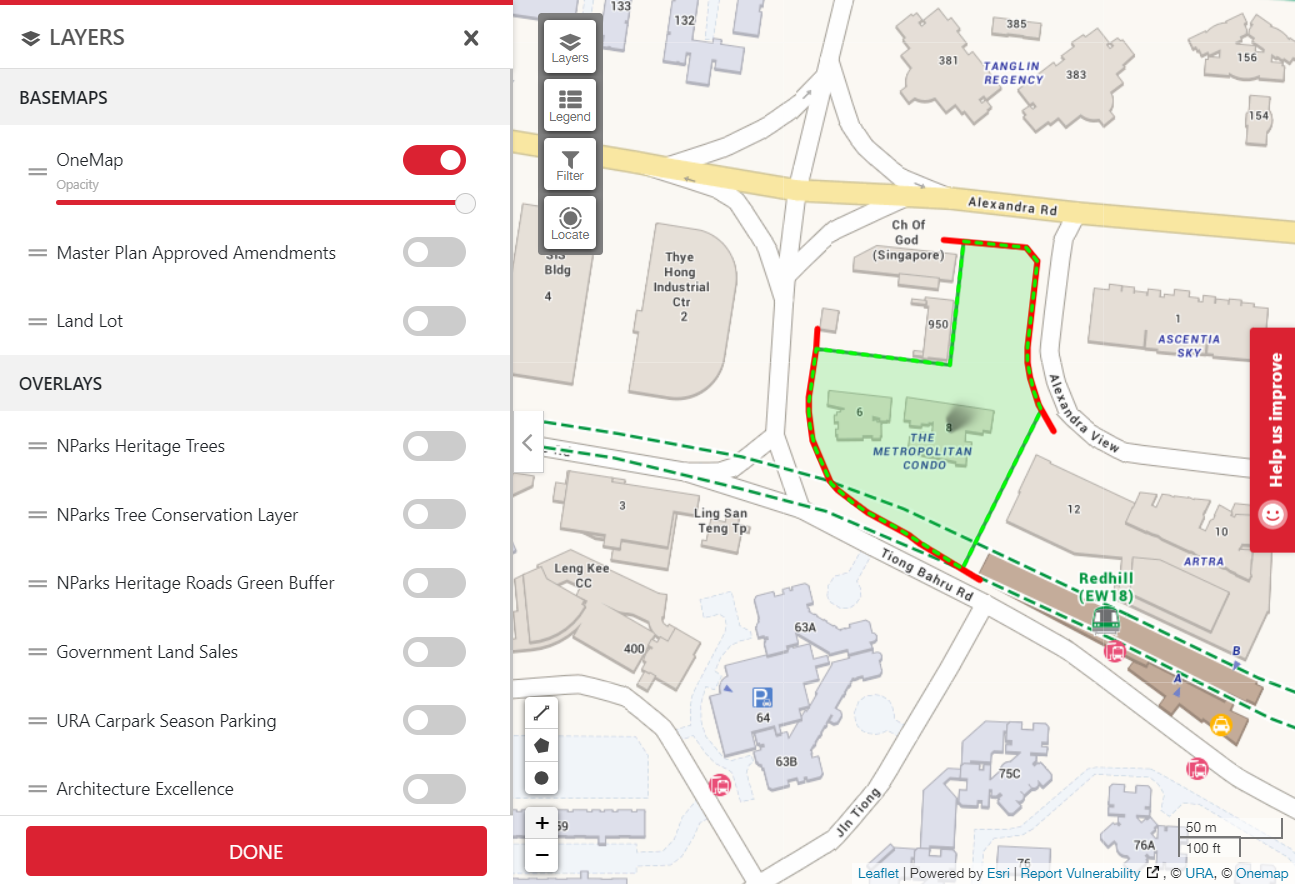 LAYERS
BASEMAPS
OneMap
Opacity
Master Plan Approved Amendments
Land Lot
OVERLAYS
NParks Heritage Trees
NParks Tree Conservation Layer
NParks Heritage Roads Green Buffer
Government Land Sales
URA Carpark Season Parking
Architecture Excellence
DONE
Layers
Legend
Filter
Locate
133
132
385
381
TANGLIN
REGENCY
383
156
154
Alexandra Rd
Ch Of
God
(Singapore)
SIS
Bldg
4
Thye
Hong
Industrial
Ctr
2
950
1
ASCENTIA
SKY
Alexandra View
6
8
THE
METROPOLITAN
CONDO
Help us improve
3
Ling San
Teng Tp
12
10
ARTRA
Tiong Bahru Rd
Redhill
(EW18)
Leng Kee
CC
400
63A
64
63B
B
A
75C
Jln Tiong
59
76A
76
+
−
50 m
100 ft
Leaflet | Powered by Esri | Report Vulnerability , © URA, © Onemap